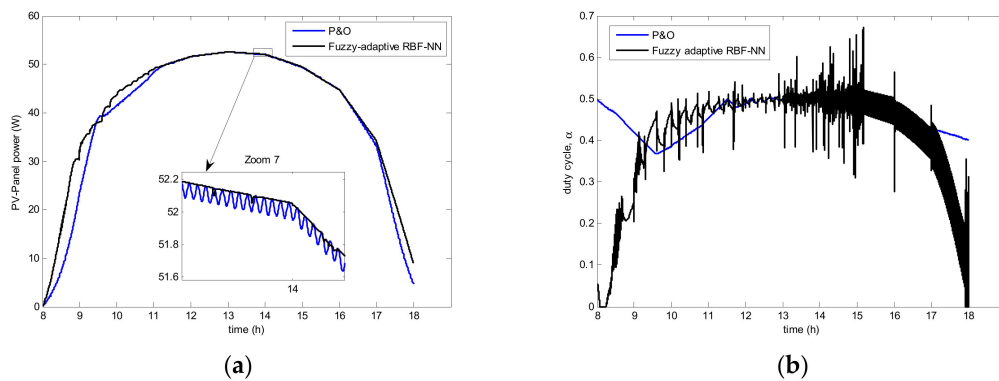 60
50
40
30
20
10
0
PV-Panel power (W)
P&O
Fuzzy-adaptive RBF-NN
Zoom 7
52.2
52
51.8
51.6
14
8 9 10 11 12 13 14 15 16 17 18
time (h)
(a)
0.7
0.6
0.5
0.4
0.3
0.2
0.1
0
duty cycle, α
P&O
Fuzzy adaptive RBF-NN
8 9 10 11 12 13 14 15 16 17 18
time (h)
(b)